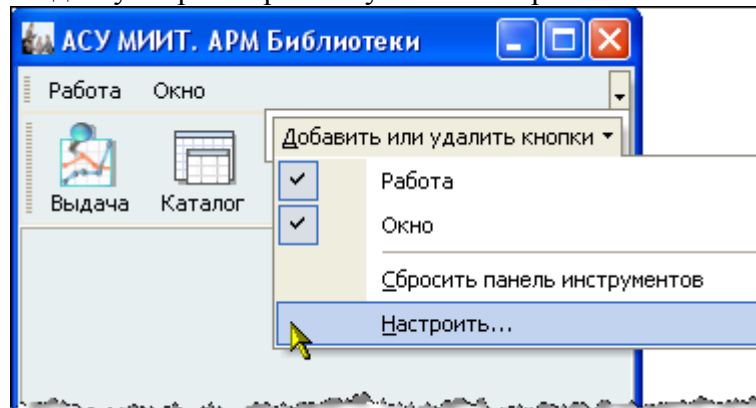 АСУ МИИТ. АРМ Библиотеки
Работа Окно
Добавить или удалить кнопки
Выдача Каталог
Работа
Окно
Сбросить панель инструментов
Настроить...